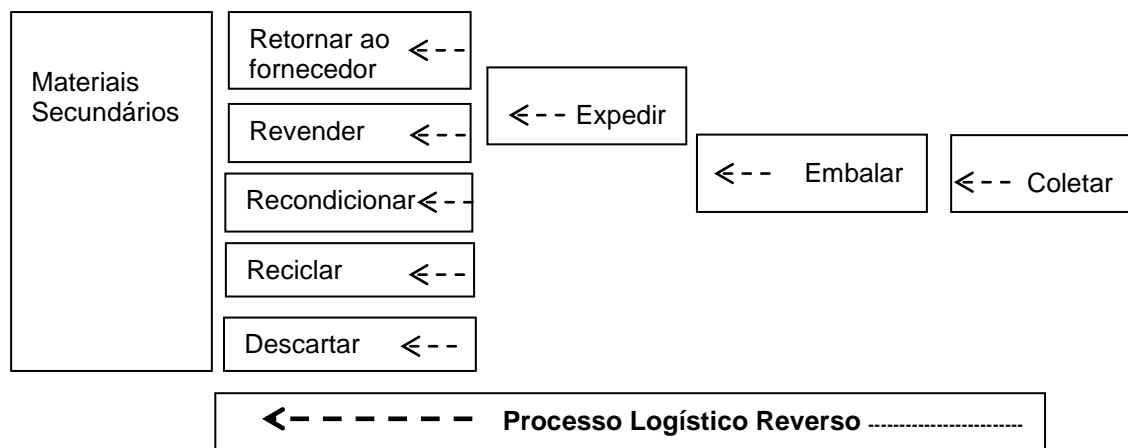 Materiais
Secundários
Retornar ao
fornecedor
Revender
Recondicionar
Reciclar
Descartar
Expedir
Embalar
Coletar
Processo Logístico Reverso